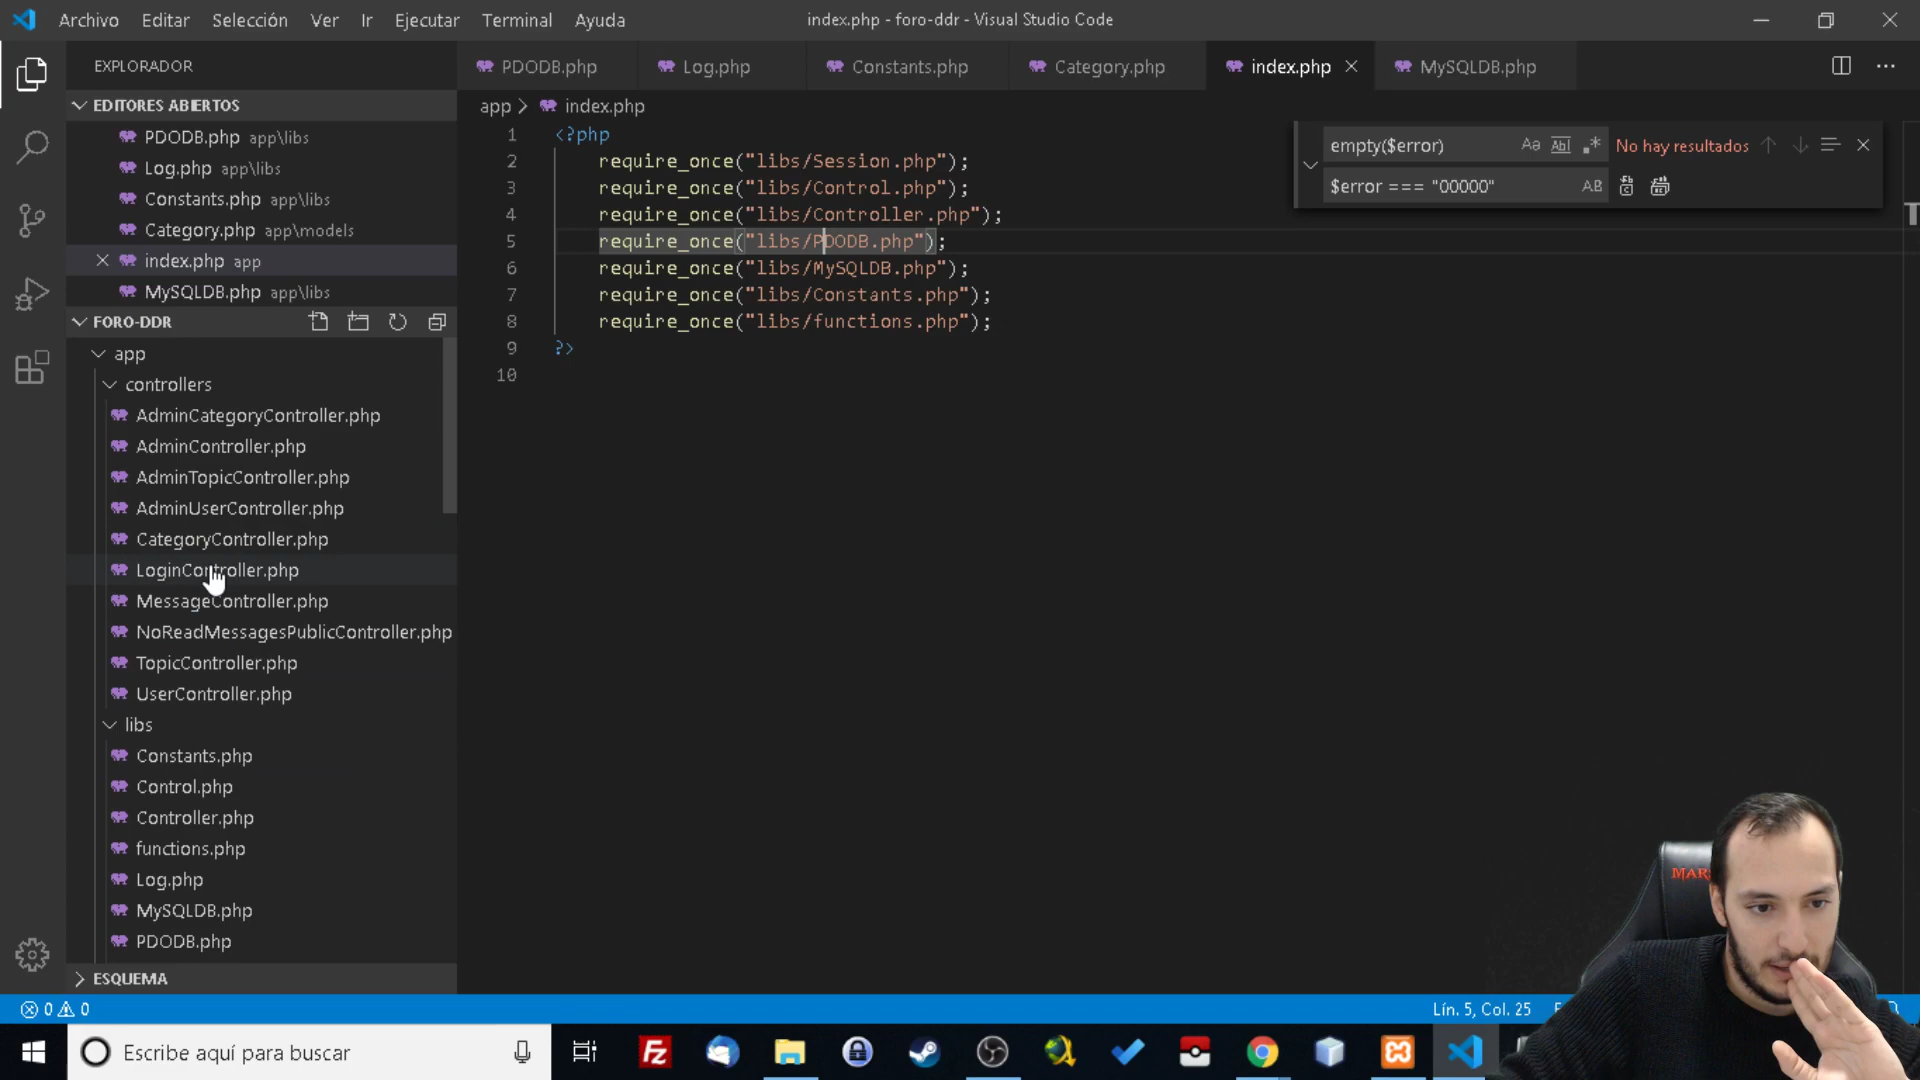 Archivo Editar Selección Ver Ir Ejecutar Terminal Ayuda
index.php - foro-ddr - Visual Studio Code
EXPLORADOR
PDODB.php Log.php Constants.php Category.php index.php MySQLDB.php
EDITORES ABIERTOS
PDODB.php app\libs
Log.php app\libs
Constants.php app\libs
Category.php app\models
index.php app
MySQLDB.php app\libs
FORO-DDR
app
controllers
AdminCategoryController.php
AdminController.php
AdminTopicController.php
AdminUserController.php
CategoryController.php
LoginController.php
MessageController.php
NoReadMessagesPublicController.php
TopicController.php
UserController.php
libs
Constants.php
Control.php
Controller.php
functions.php
Log.php
MySQLDB.php
PDODB.php
ESQUEMA
app > index.php
1 <?php
2 require_once("libs/Session.php");
3 require_once("libs/Control.php");
4 require_once("libs/Controller.php");
5 require_once("libs/PDODB.php");
6 require_once("libs/MySQLDB.php");
7 require_once("libs/Constants.php");
8 require_once("libs/functions.php");
9 ?>
10
empty($error) Aa Abl .* No hay resultados
$error === "00000" AB
MAR
0 0
Lín. 5, Col. 25
Escribe aquí para buscar